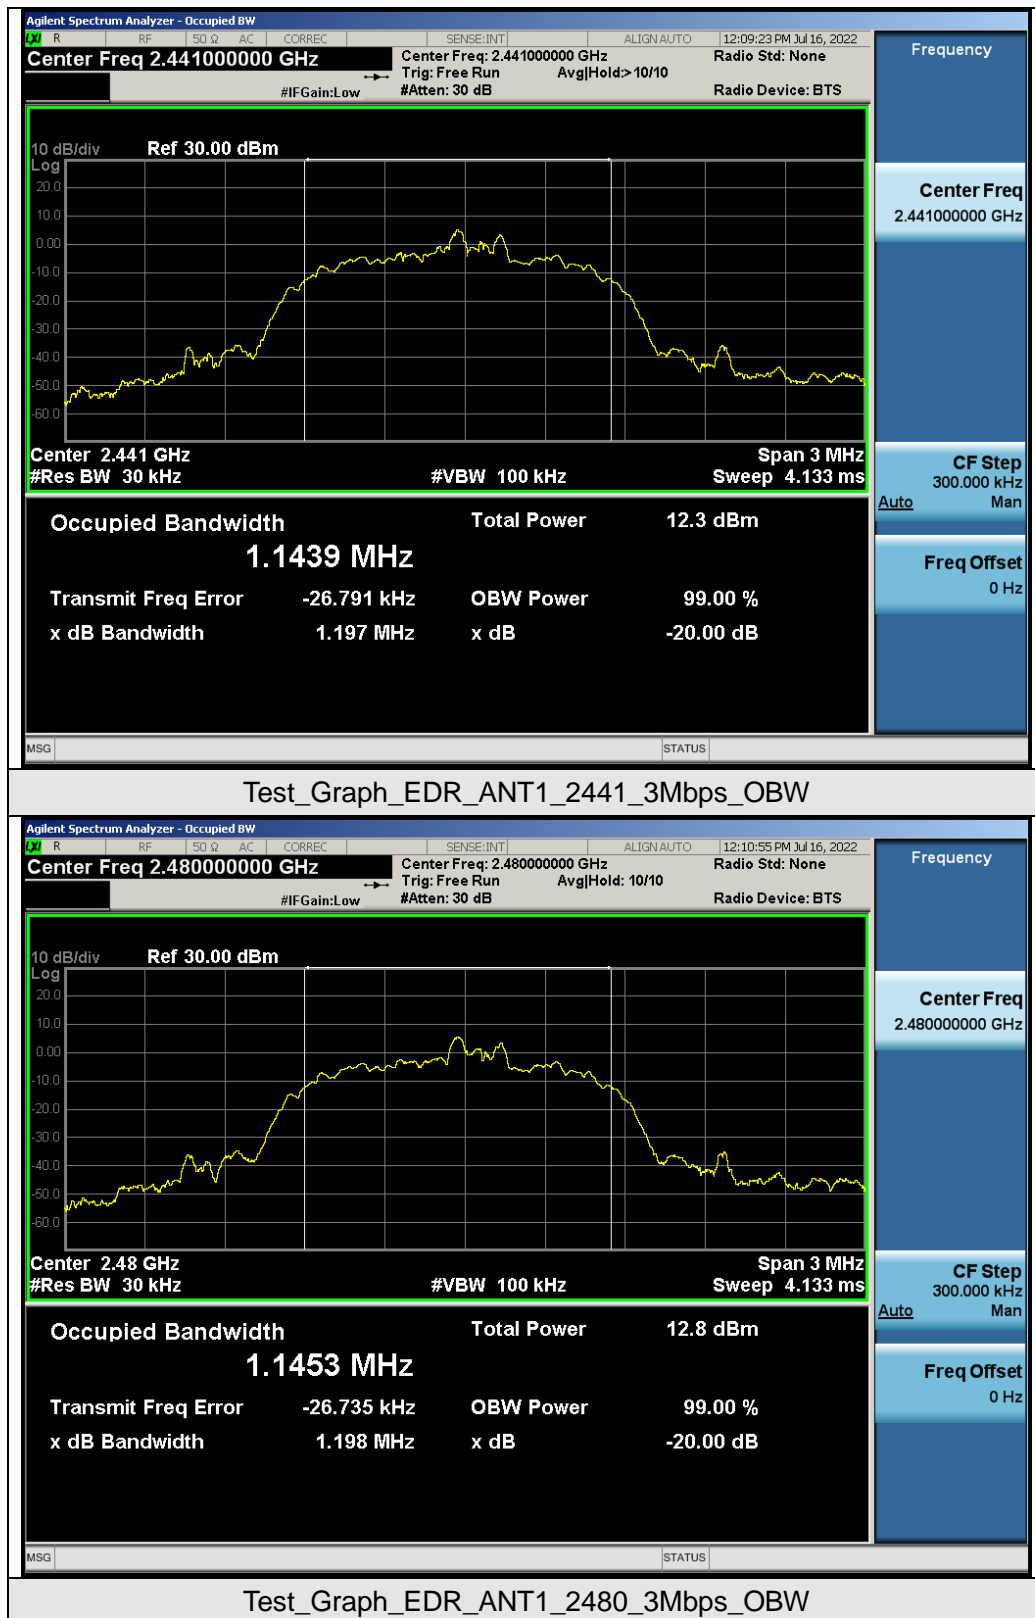 Agilent Spectrum Analyzer - Occupied BW
LXI R RF 50 Ω AC CORREC SENSE:INT ALIGN AUTO 12:09:23 PM Jul 16, 2022
Center Freq 2.441000000 GHz Center Freq: 2.441000000 GHz Radio Std: None Frequency
Trig: Free Run Avg|Hold:> 10/10
#IFGain:Low #Atten: 30 dB Radio Device: BTS
10 dB/div Ref 30.00 dBm
Log
20.0
10.0
0.00
-10.0
-20.0
-30.0
-40.0
-50.0
-60.0
Center Freq
2.441000000 GHz
Center 2.441 GHz Span 3 MHz
#Res BW 30 kHz #VBW 100 kHz Sweep 4.133 ms
CF Step
300.000 kHz
Auto Man
Occupied Bandwidth Total Power 12.3 dBm
1.1439 MHz
Transmit Freq Error -26.791 kHz OBW Power 99.00 %
x dB Bandwidth 1.197 MHz x dB -20.00 dB
Freq Offset
0 Hz
MSG STATUS
Test_Graph_EDR_ANT1_2441_3Mbps_OBW
Agilent Spectrum Analyzer - Occupied BW
LXI R RF 50 Ω AC CORREC SENSE:INT ALIGN AUTO 12:10:55 PM Jul 16, 2022
Center Freq 2.480000000 GHz Center Freq: 2.480000000 GHz Radio Std: None Frequency
Trig: Free Run Avg|Hold: 10/10
#IFGain:Low #Atten: 30 dB Radio Device: BTS
10 dB/div Ref 30.00 dBm
Log
20.0
10.0
0.00
-10.0
-20.0
-30.0
-40.0
-50.0
-60.0
Center Freq
2.480000000 GHz
Center 2.48 GHz Span 3 MHz
#Res BW 30 kHz #VBW 100 kHz Sweep 4.133 ms
CF Step
300.000 kHz
Auto Man
Occupied Bandwidth Total Power 12.8 dBm
1.1453 MHz
Transmit Freq Error -26.735 kHz OBW Power 99.00 %
x dB Bandwidth 1.198 MHz x dB -20.00 dB
Freq Offset
0 Hz
MSG STATUS
Test_Graph_EDR_ANT1_2480_3Mbps_OBW